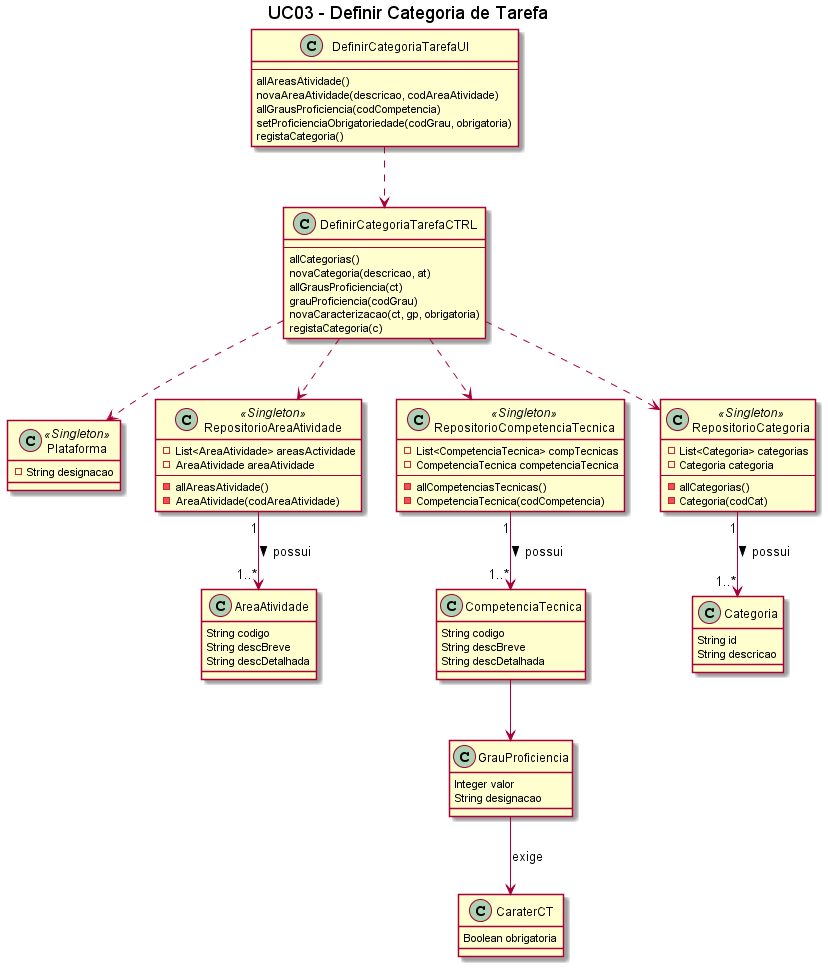 UC03 - Definir Categoria de Tarefa
C DefinirCategoriaTarefaUI
allAreasAtividade()
novaAreaAtividade(descricao, codAreaAtividade)
allGrausProficiencia(codCompetencia)
setProficienciaObrigatoriedade(codGrau, obrigatoria)
registaCategoria()
C DefinirCategoriaTarefaCTRL
allCategorias()
novaCategoria(descricao, at)
allGrausProficiencia(ct)
grauProficiencia(codGrau)
novaCaracterizacao(ct, gp, obrigatoria)
registaCategoria(c)
C «Singleton»
Plataforma
String designacao
C «Singleton»
RepositorioAreaAtividade
List<AreaAtividade> areasActividade
AreaAtividade areaAtividade
allAreasAtividade()
AreaAtividade(codAreaAtividade)
C «Singleton»
RepositorioCompetenciaTecnica
List<CompetenciaTecnica> compTecnicas
CompetenciaTecnica competenciaTecnica
allCompetenciasTecnicas()
CompetenciaTecnica(codCompetencia)
C «Singleton»
RepositorioCategoria
List<Categoria> categorias
Categoria categoria
allCategorias()
Categoria(codCat)
1
possui
1..*
1
possui
1..*
1
possui
1..*
C AreaAtividade
String codigo
String descBreve
String descDetalhada
C CompetenciaTecnica
String codigo
String descBreve
String descDetalhada
C Categoria
String id
String descricao
C GrauProficiencia
Integer valor
String designacao
exige
C CaraterCT
Boolean obrigatoria